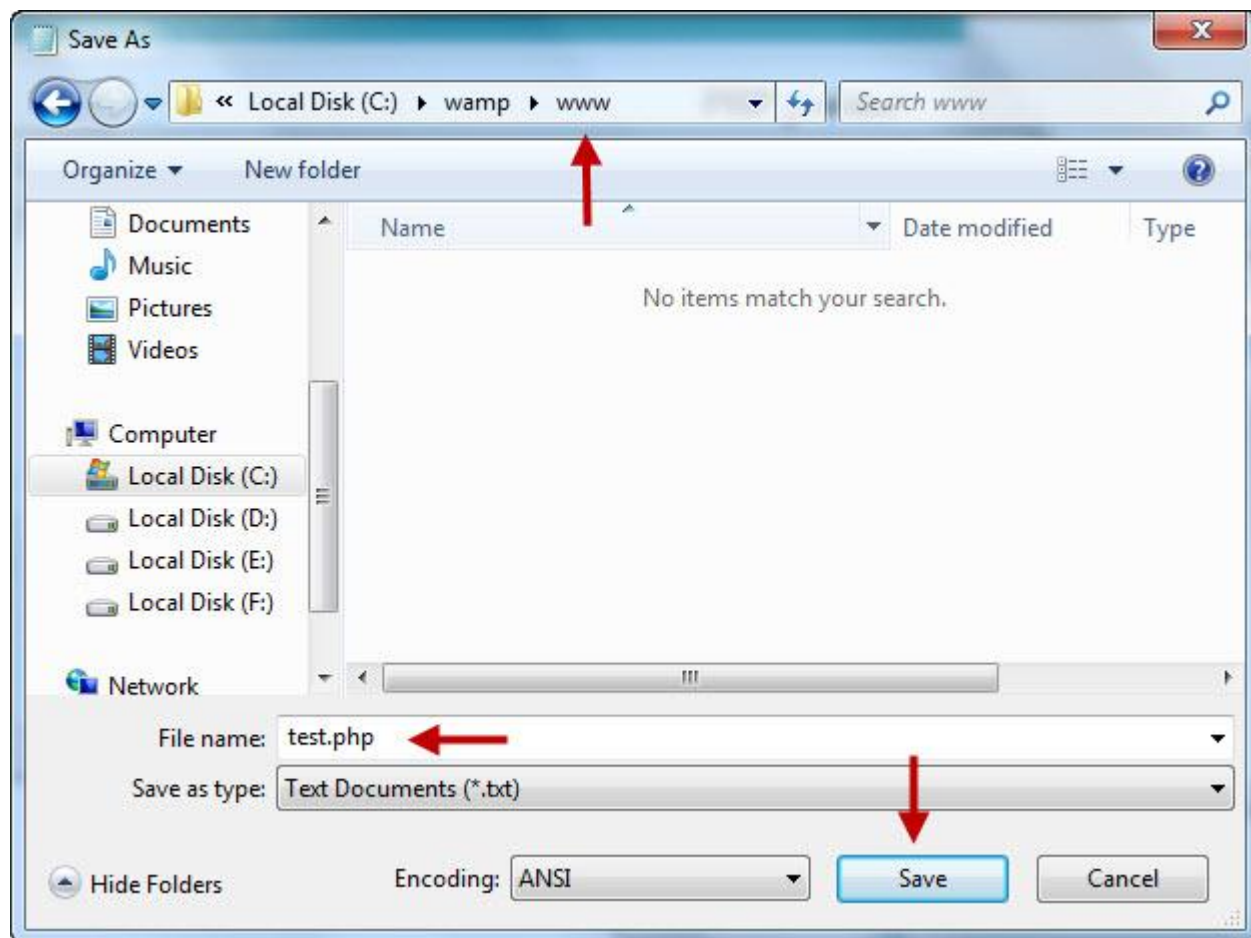 Save As
« Local Disk (C:) ▸ wamp ▸ www
Search www
Organize
New folder
Documents
Music
Pictures
Videos
Computer
Local Disk (C:)
Local Disk (D:)
Local Disk (E:)
Local Disk (F:)
Network
Name
Date modified
Type
No items match your search.
File name: test.php
Save as type: Text Documents (*.txt)
Hide Folders
Encoding: ANSI
Save
Cancel